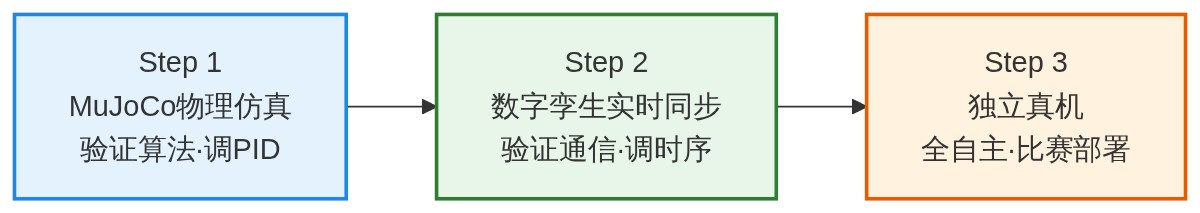 Step 1
MuJoCo物理仿真
验证算法·调PID
Step 2
数字孪生实时同步
验证通信·调时序
Step 3
独立真机
全自主·比赛部署